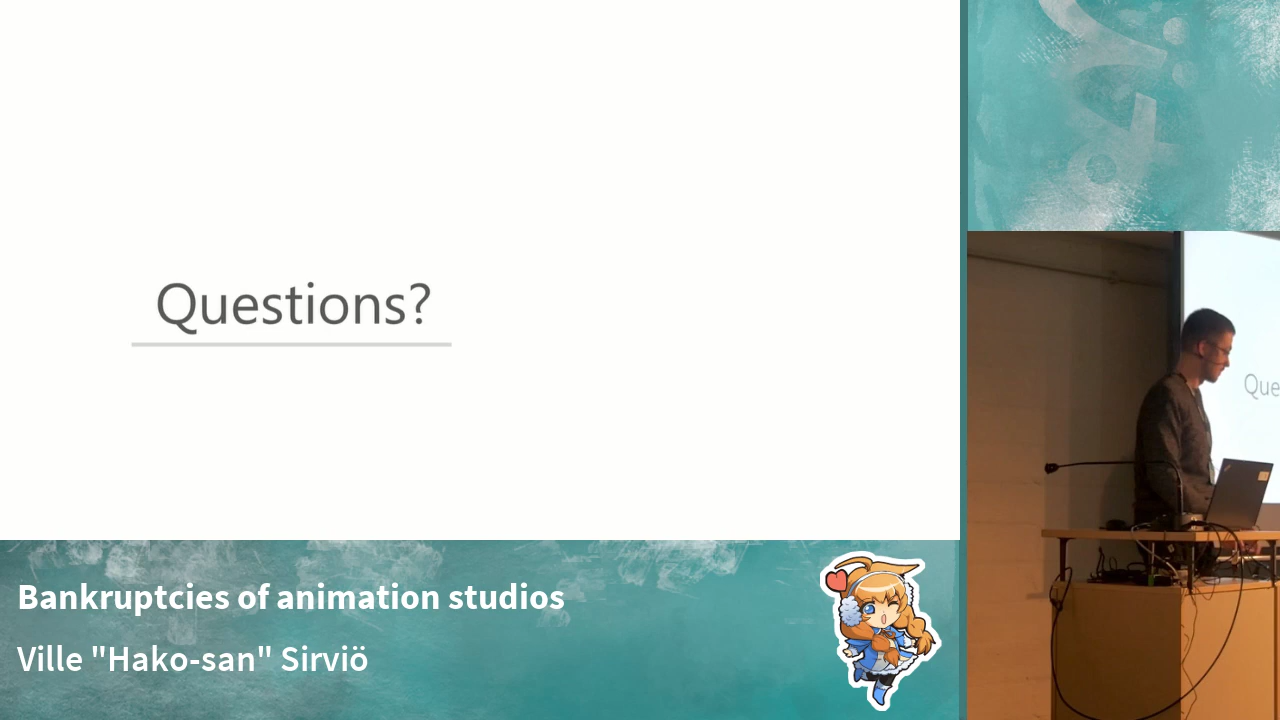 Questions?
Que
Bankruptcies of animation studios
Ville "Hako-san" Sirviö